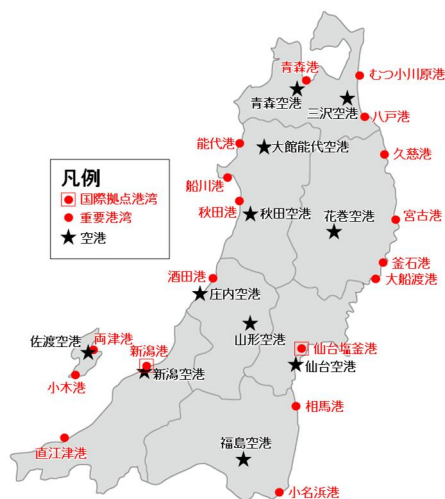 青森港
むつ小川原港
青森空港
三沢空港
八戸港
能代港
大館能代空港
久慈港
凡例
国際拠点港湾
重要港湾
空港
船川港
秋田港
秋田空港
花巻空港
宮古港
釜石港
大船渡港
酒田港
庄内空港
山形空港
佐渡空港
両津港
新潟港
仙台塩釜港
新潟空港
仙台空港
小木港
相馬港
直江津港
福島空港
小名浜港